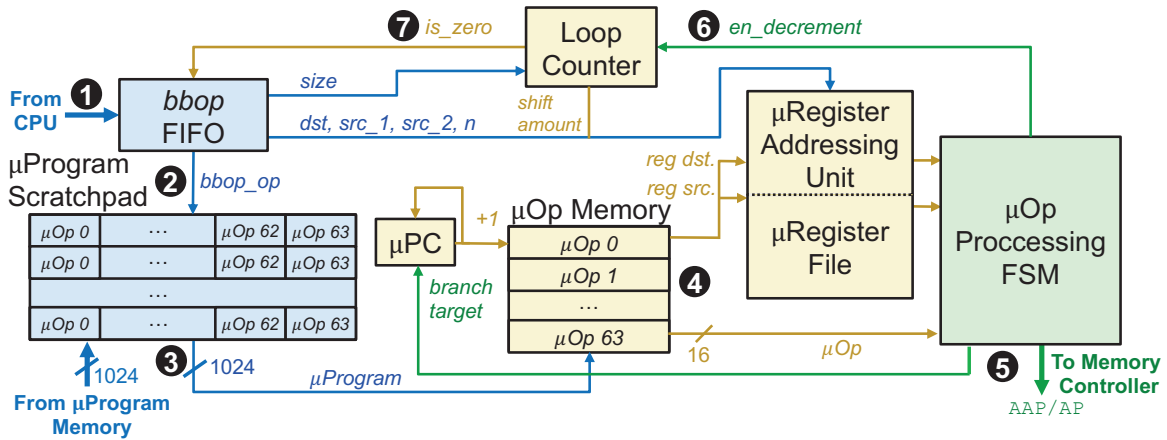 7
is_zero
Loop
Counter
6
en_decrement
1
From
CPU
bbop
FIFO
size
dst, src_1, src_2, n
shift
amount
μRegister
Addressing
Unit
μRegister
File
μOp
Proccessing
FSM
μProgram
Scratchpad
2
bbop_op
μOp 0
...
μOp 62
μOp 63
μOp 0
μOp 62
μOp 63
...
μOp 0
...
μOp 62
μOp 63
μPC
+1
μOp Memory
μOp 0
μOp 1
...
μOp 63
reg dst.
reg src.
4
branch
target
16
μOp
3
1024
1024
μProgram
From μProgram
Memory
5
To Memory
Controller
AAP/AP